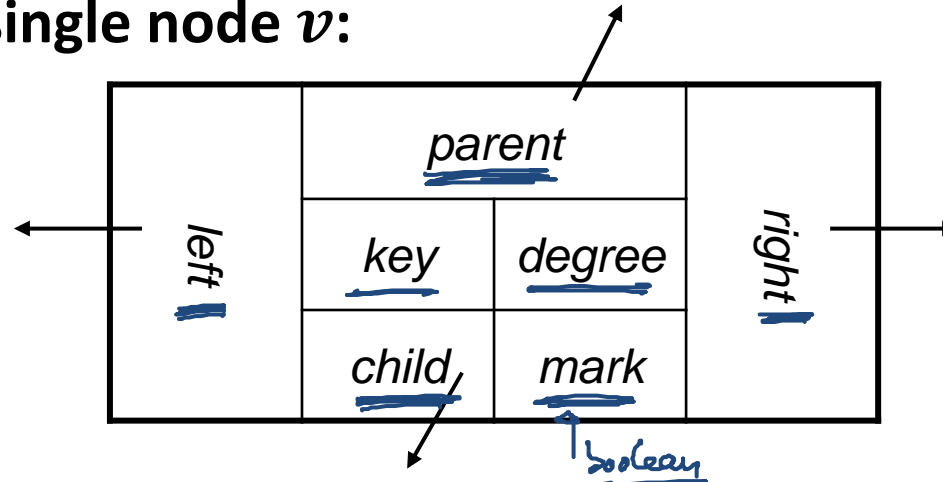 single node v:
parent
left
key
degree
right
child
mark
boolean